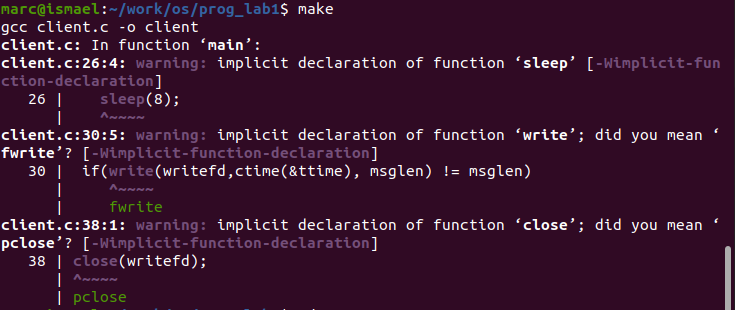 marc@ismael:~/work/os/prog_lab1$ make
gcc client.c -o client
client.c: In function ‘main’:
client.c:26:4: warning: implicit declaration of function ‘sleep’ [-Wimplicit-fun
ction-declaration]
   26 |    sleep(8);
      |    ^~~~~
client.c:30:5: warning: implicit declaration of function ‘write’; did you mean ‘
fwrite’? [-Wimplicit-function-declaration]
   30 |  if(write(writefd,ctime(&ttime), msglen) != msglen)
      |     ^~~~~
      |     fwrite
client.c:38:1: warning: implicit declaration of function ‘close’; did you mean ‘
pclose’? [-Wimplicit-function-declaration]
   38 | close(writefd);
      | ^~~~~
      | pclose